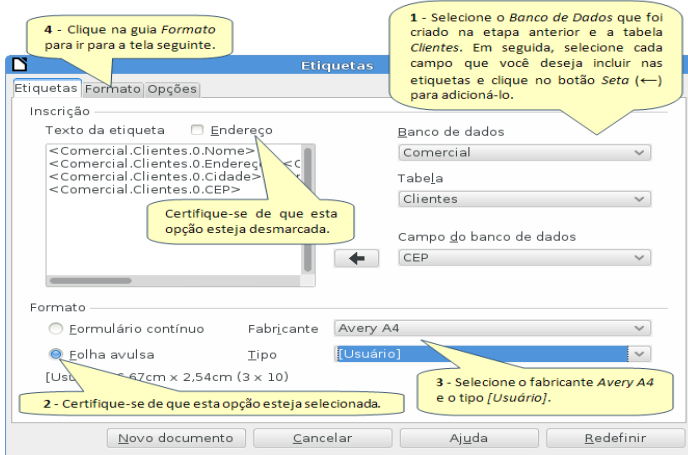 4 - Clique na guia Formato
para ir para a tela seguinte.
1 - Selecione o Banco de Dados que foi
criado na etapa anterior e a tabela
Clientes. Em seguida, selecione cada
campo que você deseja incluir nas
etiquetas e clique no botão Seta (←)
para adicioná-lo.
Etiquetas
Etiquetas Formato Opções
Inscrição
Texto da etiqueta Endereço
<Comercial.Clientes.0.Nome>
<Comercial.Clientes.0.Endereç <C
<Comercial.Clientes.0.Cidade>
<Comercial.Clientes.0.CEP>
Certifique-se de que esta
opção esteja desmarcada.
Banco de dados
Comercial
Tabela
Clientes
Campo do banco de dados
CEP
Formato
Formulário contínuo Fabricante Avery A4
Folha avulsa Tipo [Usuário]
[Usu 6,67cm x 2,54cm (3 x 10)
2 - Certifique-se de que esta opção esteja selecionada.
3 - Selecione o fabricante Avery A4
e o tipo [Usuário].
Novo documento Cancelar Ajuda Redefinir